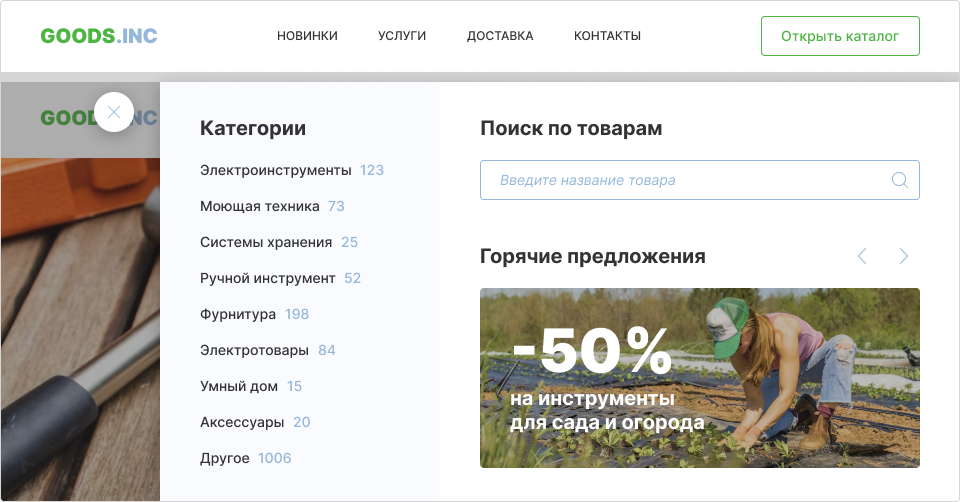 GOODS.INC
НОВИНКИ
УСЛУГИ
ДОСТАВКА
КОНТАКТЫ
Открыть каталог
GOODS.INC
Категории
Электроинструменты 123
Моющая техника 73
Системы хранения 25
Ручной инструмент 52
Фурнитура 198
Электротовары 84
Умный дом 15
Аксессуары 20
Другое 1006
Поиск по товарам
Введите название товара
Горячие предложения
-50%
на инструменты
для сада и огорода